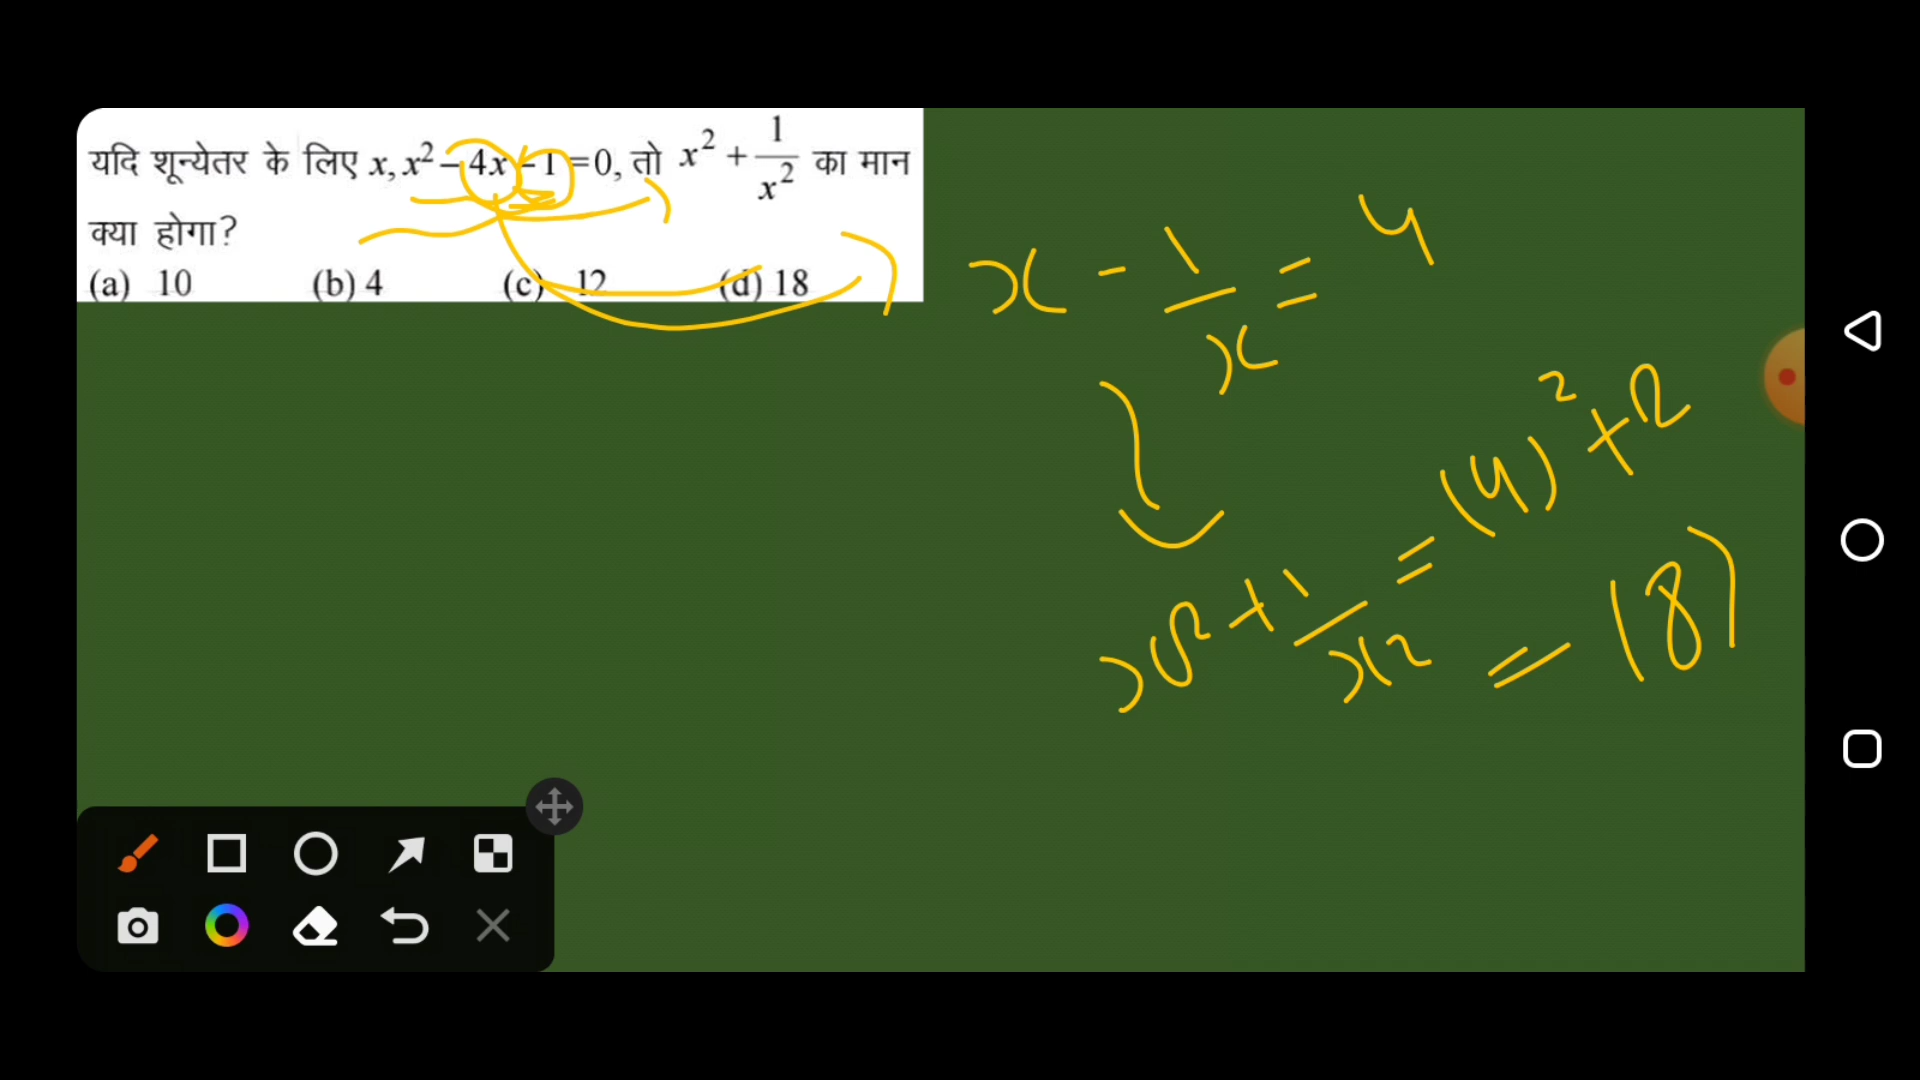 यदि शून्येतर के लिए x, x² – 4x – 1 = 0, तो x² + 1/x² का मान
क्या होगा?
(a) 10 (b) 4 (c) 12 (d) 18
x - 1/x = 4
x² + 1/x² = (4)² + 2
= 18